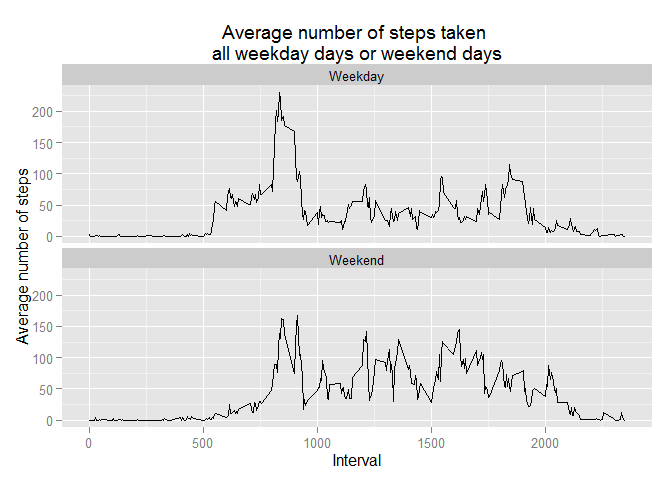 Average number of steps taken
all weekday days or weekend days
Weekday
200
150
100
50
0
Weekend
200
150
100
50
0
Average number of steps
0 500 1000 1500 2000
Interval